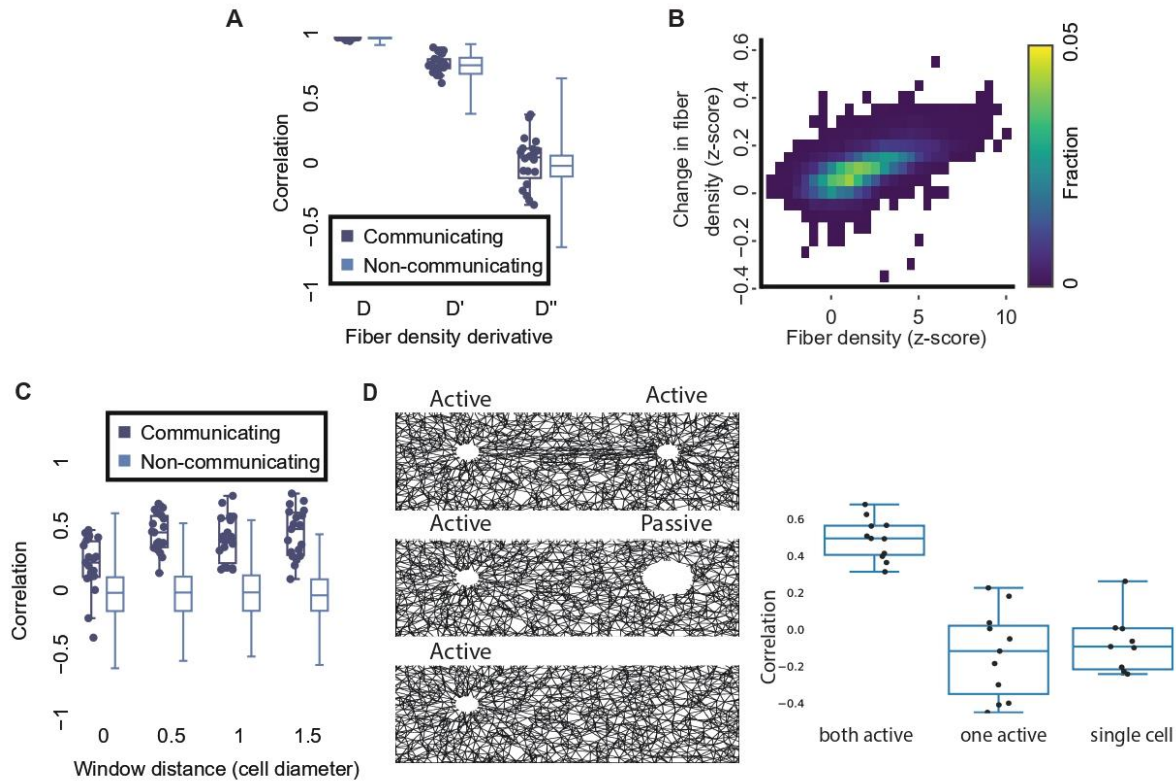 A
1
0.5
0
−0.5
−1
Correlation
Communicating
Non-communicating
D
D'
D"
Fiber density derivative
B
0.6
0.4
0.2
0
−0.2
−0.4
Change in fiber
density (z-score)
0
5
10
Fiber density (z-score)
0.05
Fraction
0
C
Communicating
Non-communicating
1
0.5
0
−0.5
−1
Correlation
0
0.5
1
1.5
Window distance (cell diameter)
D
Active
Active
Active
Passive
Active
0.6
0.4
0.2
0.0
−0.2
−0.4
Correlation
both active
one active
single cell